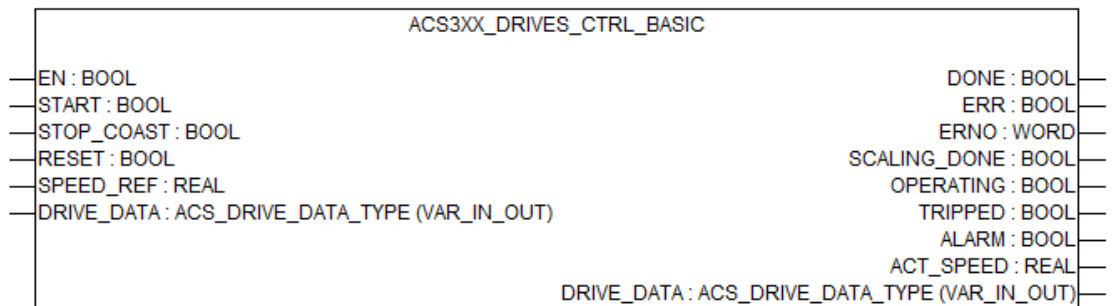 ACS3XX_DRIVES_CTRL_BASIC
EN : BOOL DONE : BOOL
START : BOOL ERR : BOOL
STOP_COAST : BOOL ERNO : WORD
RESET : BOOL SCALING_DONE : BOOL
SPEED_REF : REAL OPERATING : BOOL
DRIVE_DATA : ACS_DRIVE_DATA_TYPE (VAR_IN_OUT) TRIPPED : BOOL
ALARM : BOOL
ACT_SPEED : REAL
DRIVE_DATA : ACS_DRIVE_DATA_TYPE (VAR_IN_OUT)